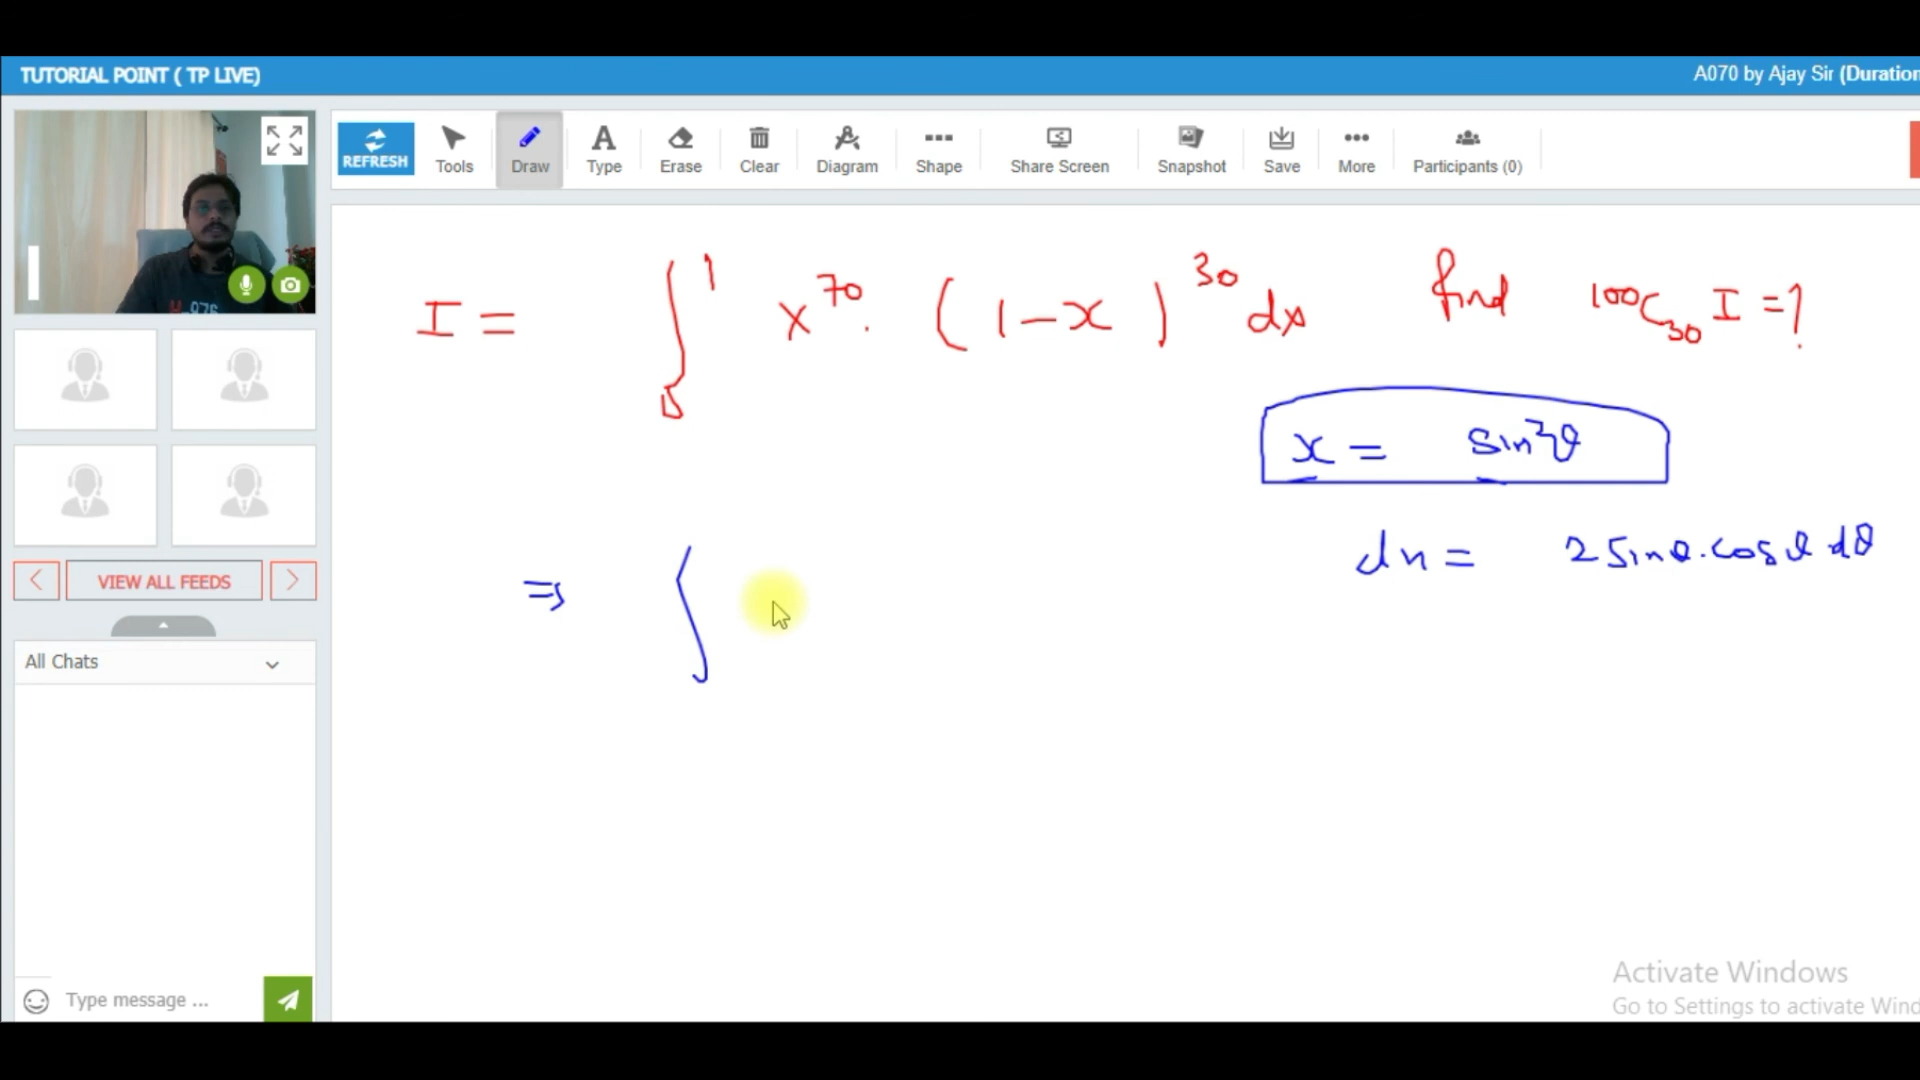 TUTORIAL POINT ( TP LIVE)
A070 by Ajay Sir (Duration
REFRESH
Tools
Draw
Type
Erase
Clear
Diagram
Shape
Share Screen
Snapshot
Save
More
Participants (0)
I = ∫₀¹ x⁷⁰. (1-x)³⁰ dx find ¹⁰⁰C₃₀ I = ?
x = sin²θ
dx = 2 sinθ.cosθ dθ
⇒ ∫
VIEW ALL FEEDS
All Chats
Type message ...
Activate Windows
Go to Settings to activate Wind